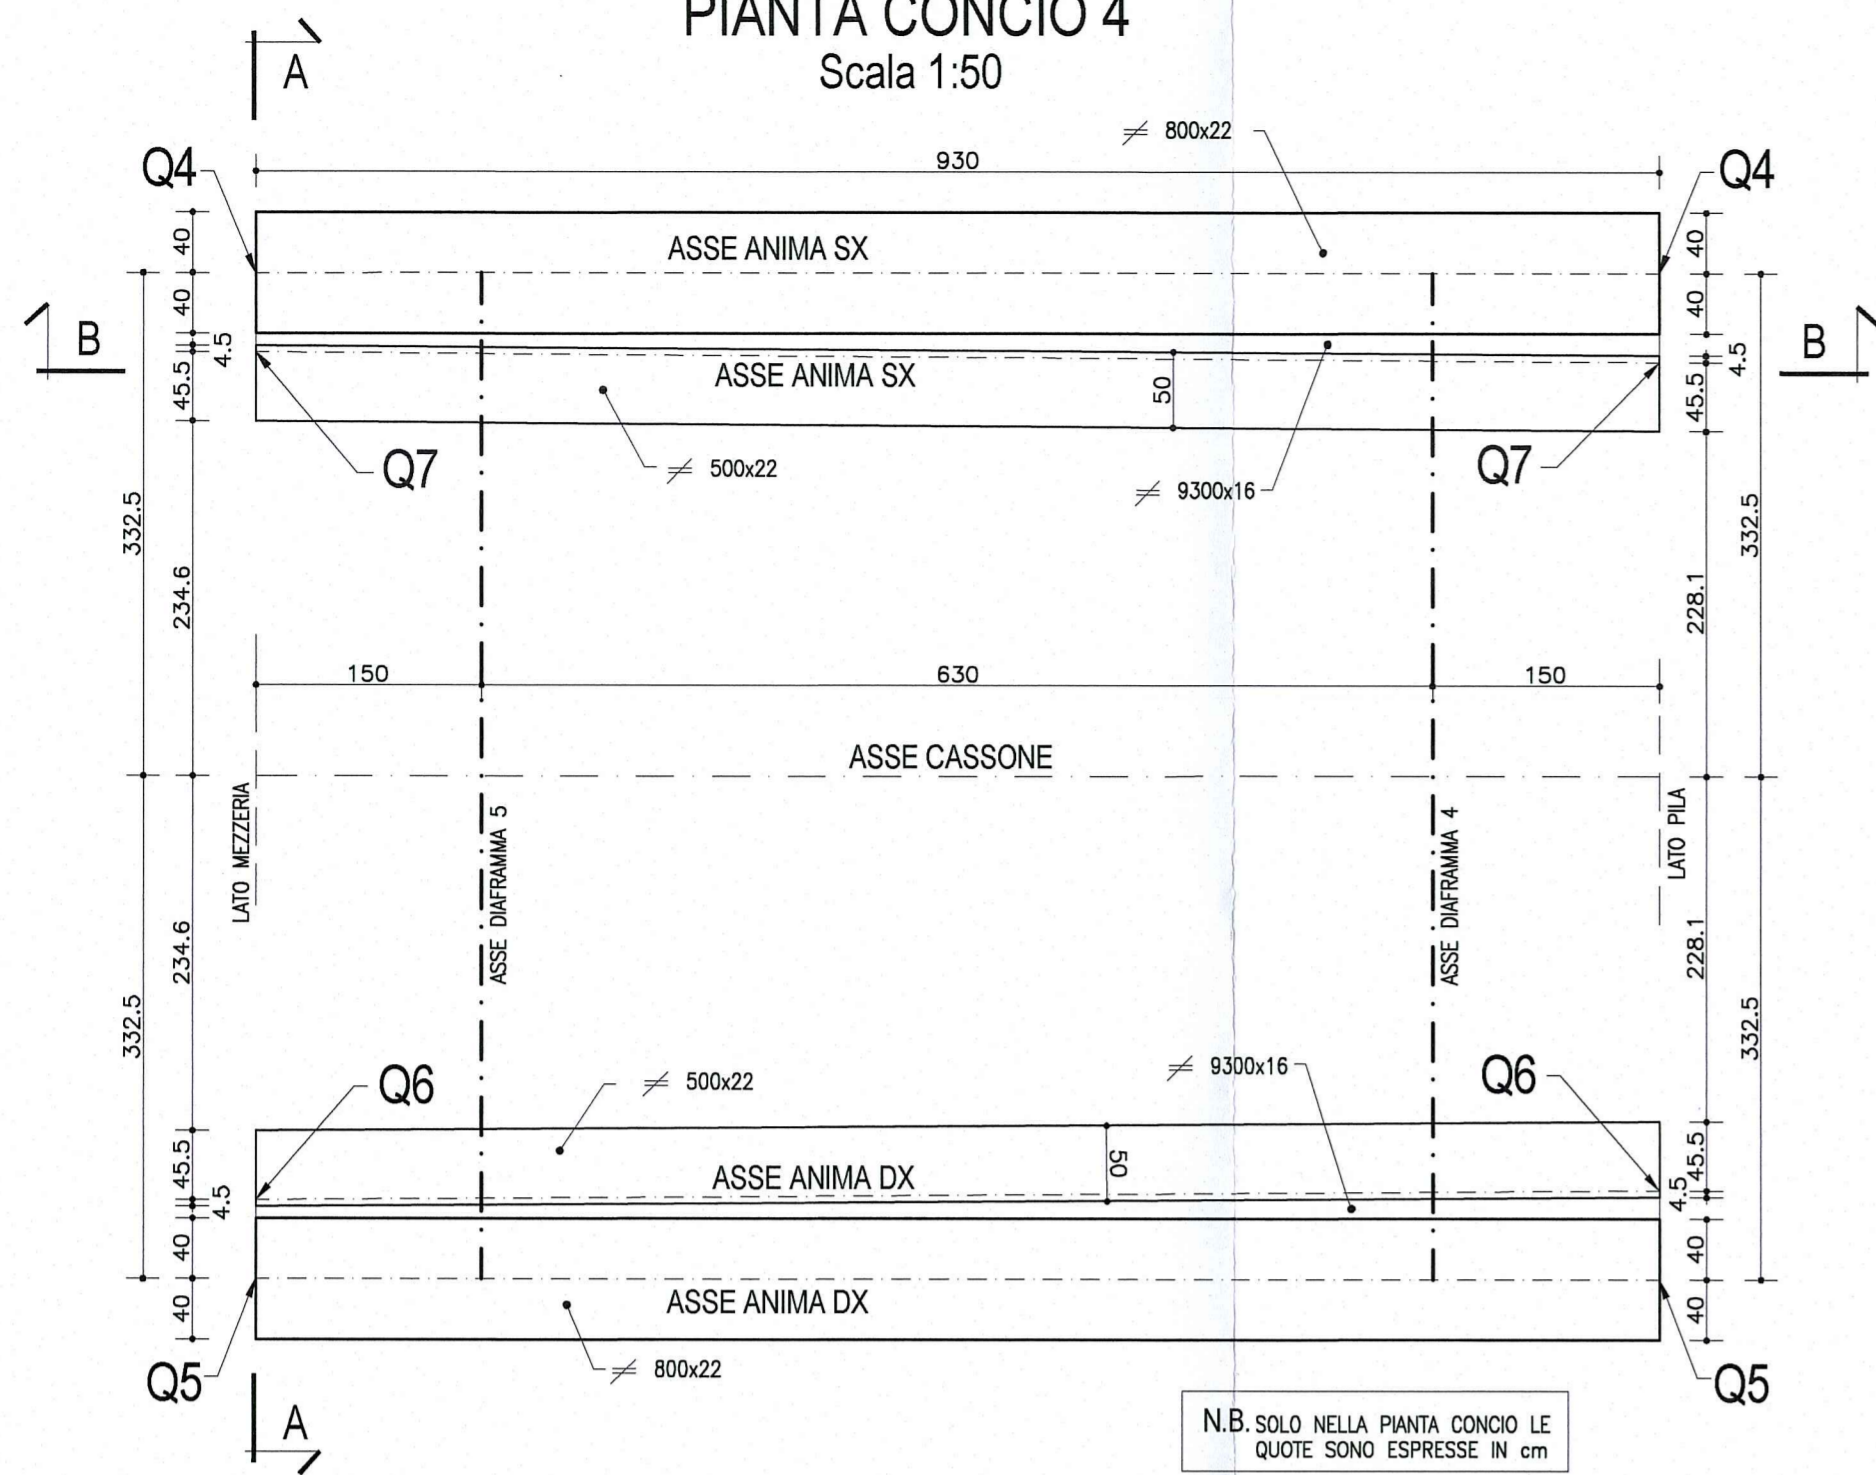 PIANTA CONCIO 4
Scala 1:50
A
≠ 800x22
930
Q4
Q4
40
40
ASSE ANIMA SX
40
40
B
B
4.5
4.5
ASSE ANIMA SX
45.5
50
45.5
Q7
≠ 500x22
≠ 9300x16
Q7
332.5
332.5
234.6
228.1
150
630
150
ASSE CASSONE
LATO MEZZERIA
ASSE DIAFRAMMA 5
ASSE DIAFRAMMA 4
LATO PILA
234.6
228.1
332.5
332.5
Q6
≠ 500x22
≠ 9300x16
Q6
45.5
50
45.5
ASSE ANIMA DX
4.5
4.5
40
40
ASSE ANIMA DX
40
40
Q5
≠ 800x22
Q5
A
N.B. SOLO NELLA PIANTA CONCIO LE
QUOTE SONO ESPRESSE IN cm